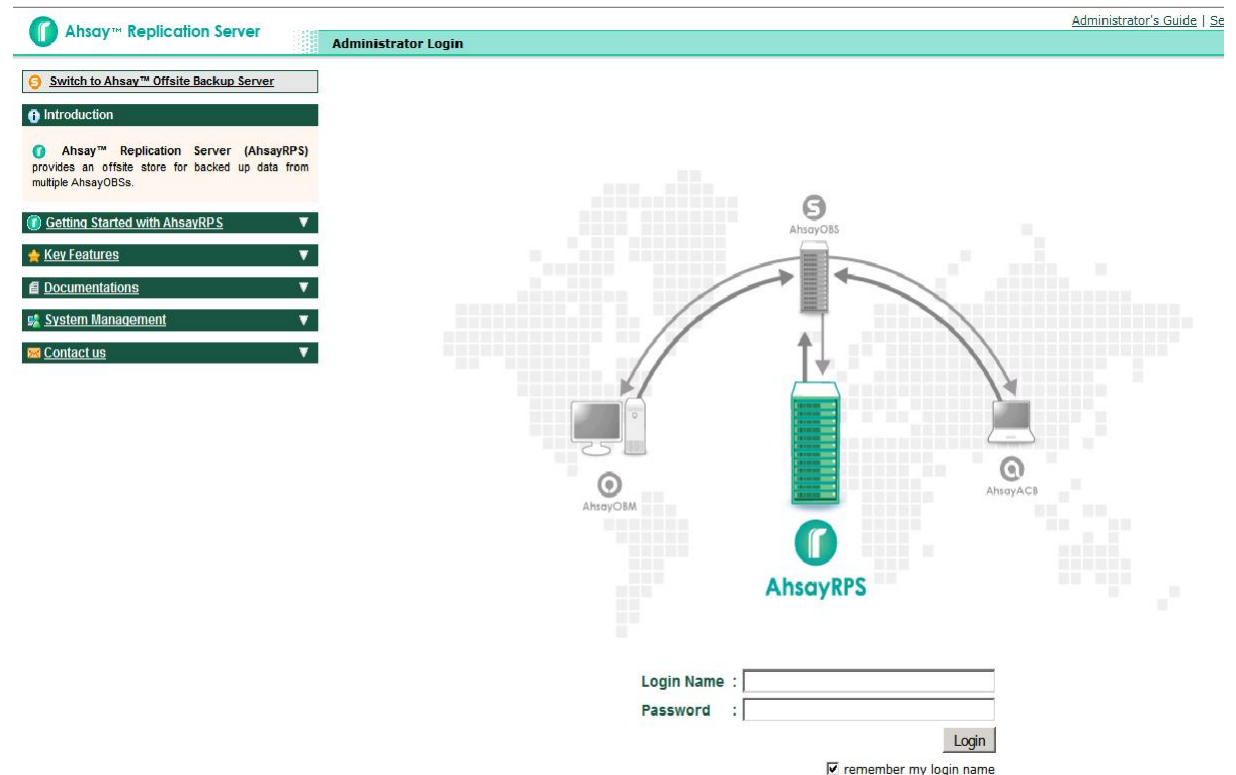 Ahsay™ Replication Server
Administrator's Guide | Se
Administrator Login
Switch to Ahsay™ Offsite Backup Server
Introduction
Ahsay™ Replication Server (AhsayRPS)
provides an offsite store for backed up data from
multiple AhsayOBSs.
Getting Started with AhsayRPS
Key Features
Documentations
System Management
Contact us
AhsayOBS
AhsayOBM
AhsayACB
AhsayRPS
Login Name :
Password :
Login
remember my login name